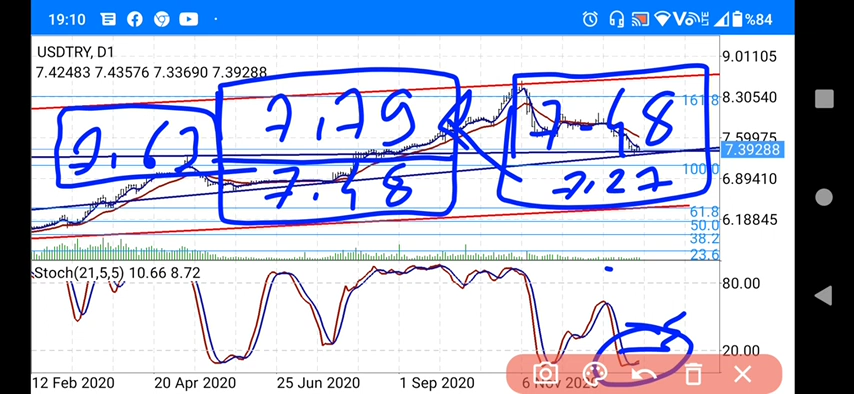 19:10
LTE
%84
USDTRY, D1
7.42483 7.43576 7.33690 7.39288
9.01105
8.30540
7.59975
7.39288
6.89410
6.18845
161.8
100.0
61.8
50.0
38.2
23.6
7,67
7,79
7.48
7-48
7.27
Stoch(21,5,5) 10.66 8.72
80.00
20.00
12 Feb 2020
20 Apr 2020
25 Jun 2020
1 Sep 2020
6 Nov 2020